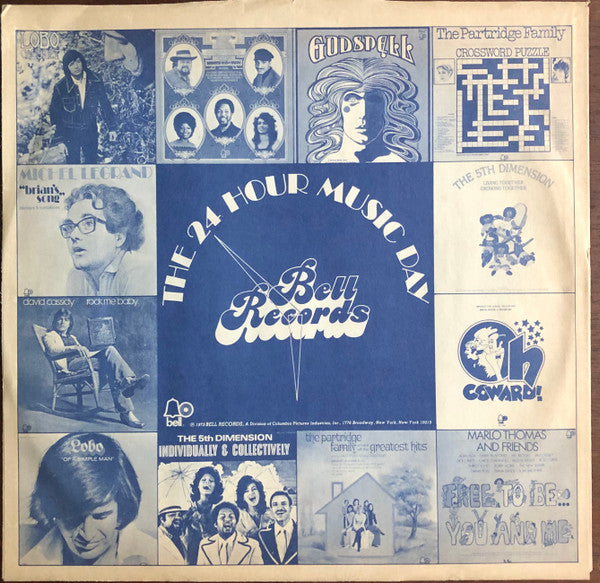 LOBO
GODSPELL
The Partridge Family
CROSSWORD PUZZLE
MICHEL LEGRAND
"brian's
song"
THE 24 HOUR MUSIC DAY
Bell
Records
THE 5TH DIMENSION
LIVING TOGETHER
GROWING TOGETHER
david cassidy rock me baby
Oh
COWARD!
bell
℗ 1973 BELL RECORDS, A Division of Columbia Pictures Industries, Inc., 1776 Broadway, New York, New York 10019
Lobo
"OF A SIMPLE MAN"
THE 5th DIMENSION
INDIVIDUALLY & COLLECTIVELY
the partridge
family greatest hits
MARLO THOMAS
AND FRIENDS
FREE TO BE...
YOU AND ME